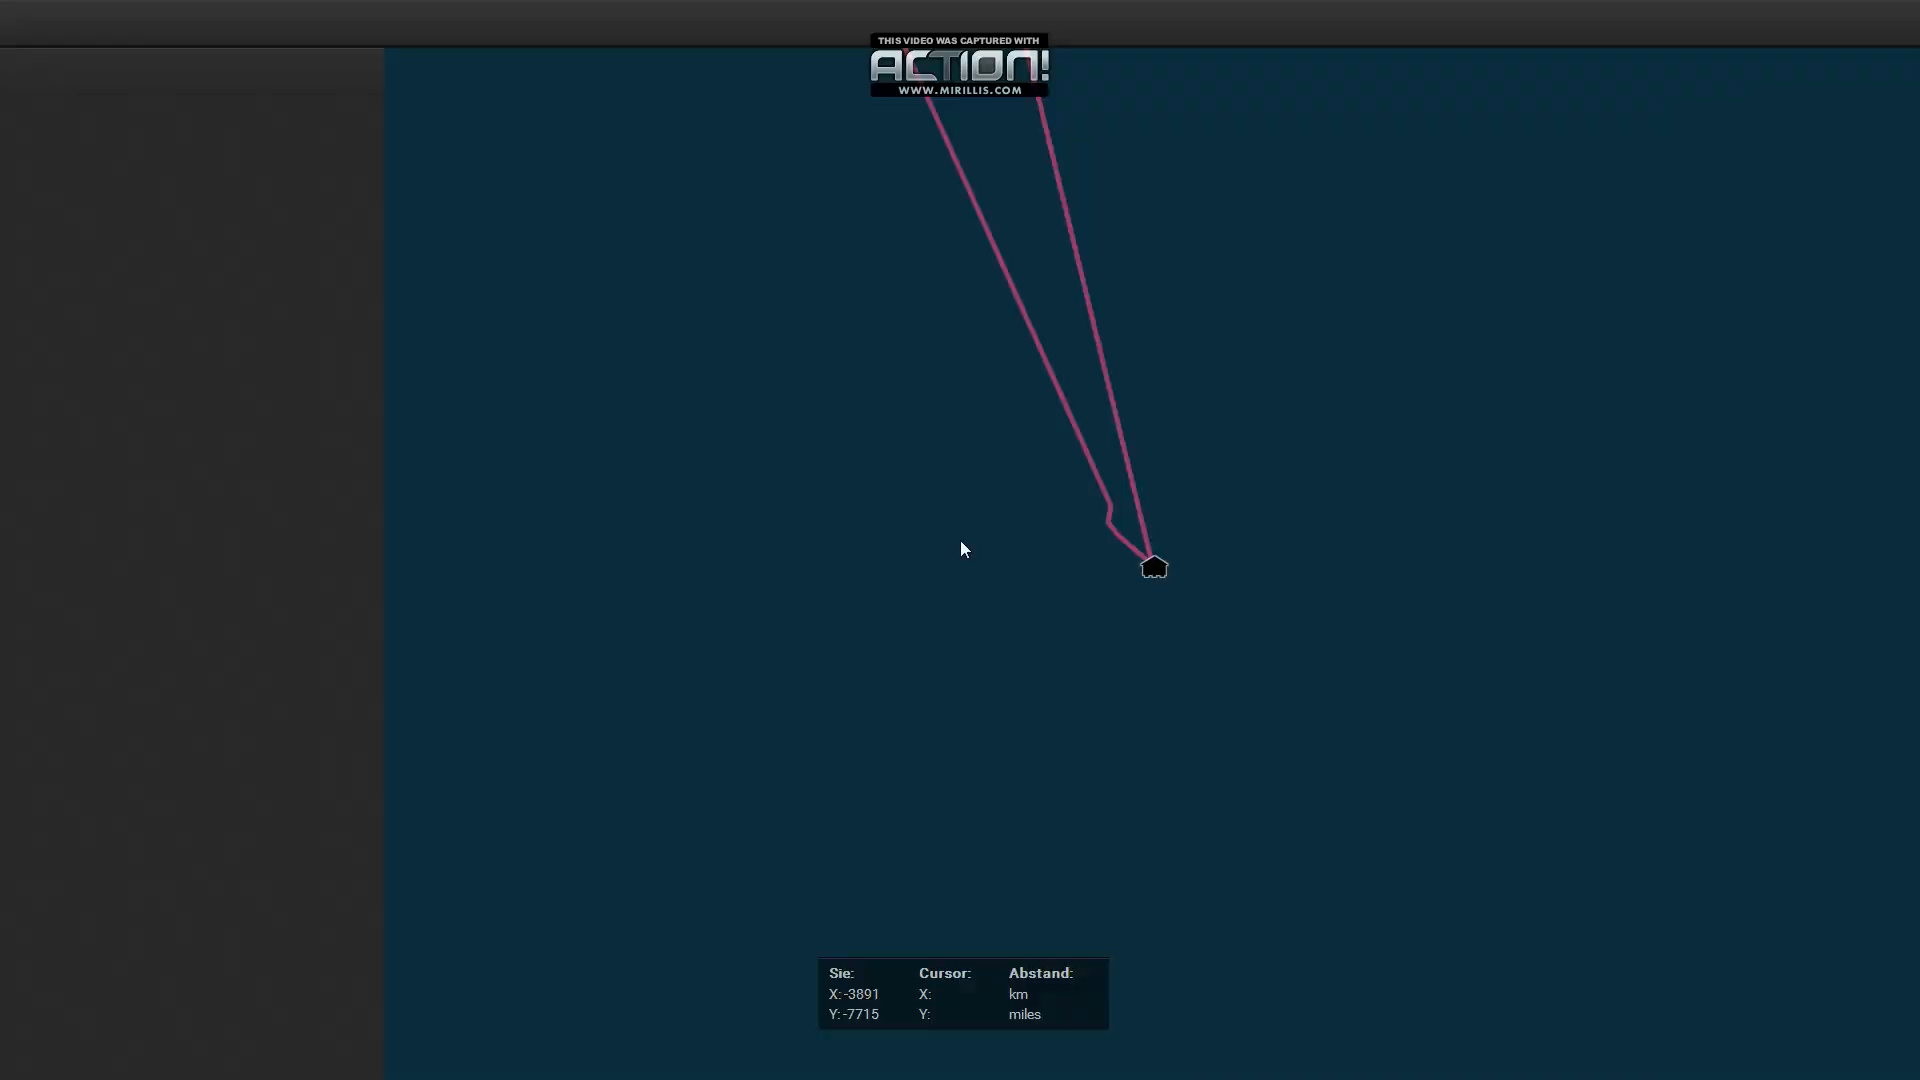 THIS VIDEO WAS CAPTURED WITH
ACTION!
WWW.MIRILLIS.COM
Sie: Cursor: Abstand:
X:-3891 X: km
Y:-7715 Y: miles